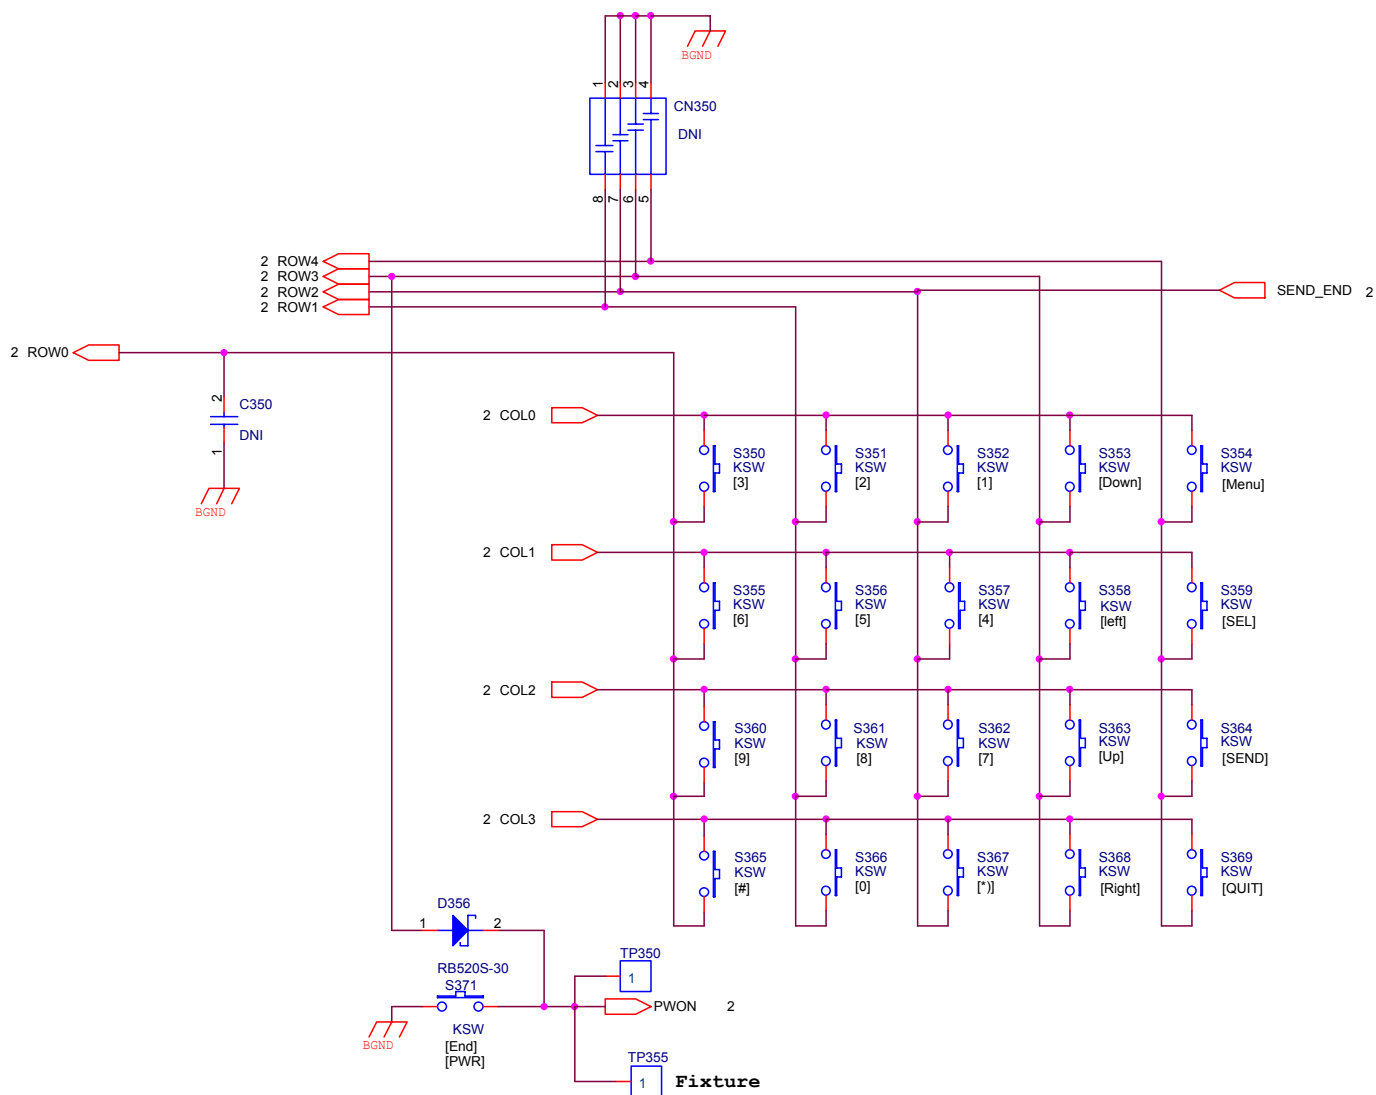 BGND
1 2 3 4
CN350
DNI
8 7 6 5
2 ROW4
2 ROW3
2 ROW2
2 ROW1
SEND_END 2
2 ROW0
2
C350
DNI
1
BGND
2 COL0
S350
KSW
[3]
S351
KSW
[2]
S352
KSW
[1]
S353
KSW
[Down]
S354
KSW
[Menu]
2 COL1
S355
KSW
[6]
S356
KSW
[5]
S357
KSW
[4]
S358
KSW
[left]
S359
KSW
[SEL]
2 COL2
S360
KSW
[9]
S361
KSW
[8]
S362
KSW
[7]
S363
KSW
[Up]
S364
KSW
[SEND]
2 COL3
S365
KSW
[#]
S366
KSW
[0]
S367
KSW
[*)]
S368
KSW
[Right]
S369
KSW
[QUIT]
D356
1 2
RB520S-30
S371
KSW
[End]
[PWR]
BGND
TP350
1
PWON 2
TP355
1 Fixture